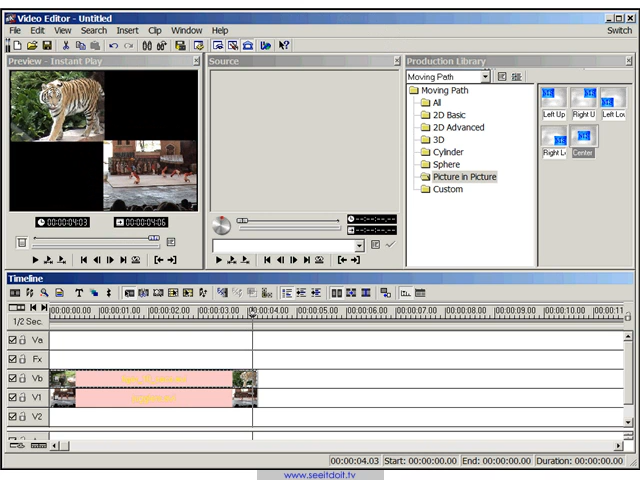 Video Editor - Untitled
File Edit View Search Insert Clip Window Help Switch
Preview - Instant Play
Source
Production Library
Moving Path
Moving Path
All
2D Basic
2D Advanced
3D
Cylinder
Sphere
Picture in Picture
Custom
Left Up
Right U
Left Lov
Right L
Center
00:00:04:03
00:00:04:06
--:--:--.--
--:--:--.--
Timeline
1/2 Sec.
00:00:00.00 00:00:01.00 00:00:02.00 00:00:03.00 00:00:04.00 00:00:05.00 00:00:06.00 00:00:07.00 00:00:08.00 00:00:09.00 00:00:10.00 00:00:11
Va
Fx
Vb
V1
V2
00:00:04.03 Start: 00:00:00.00 End: 00:00:00.00 Duration: 00:00:00.00
www.seeitdoit.tv